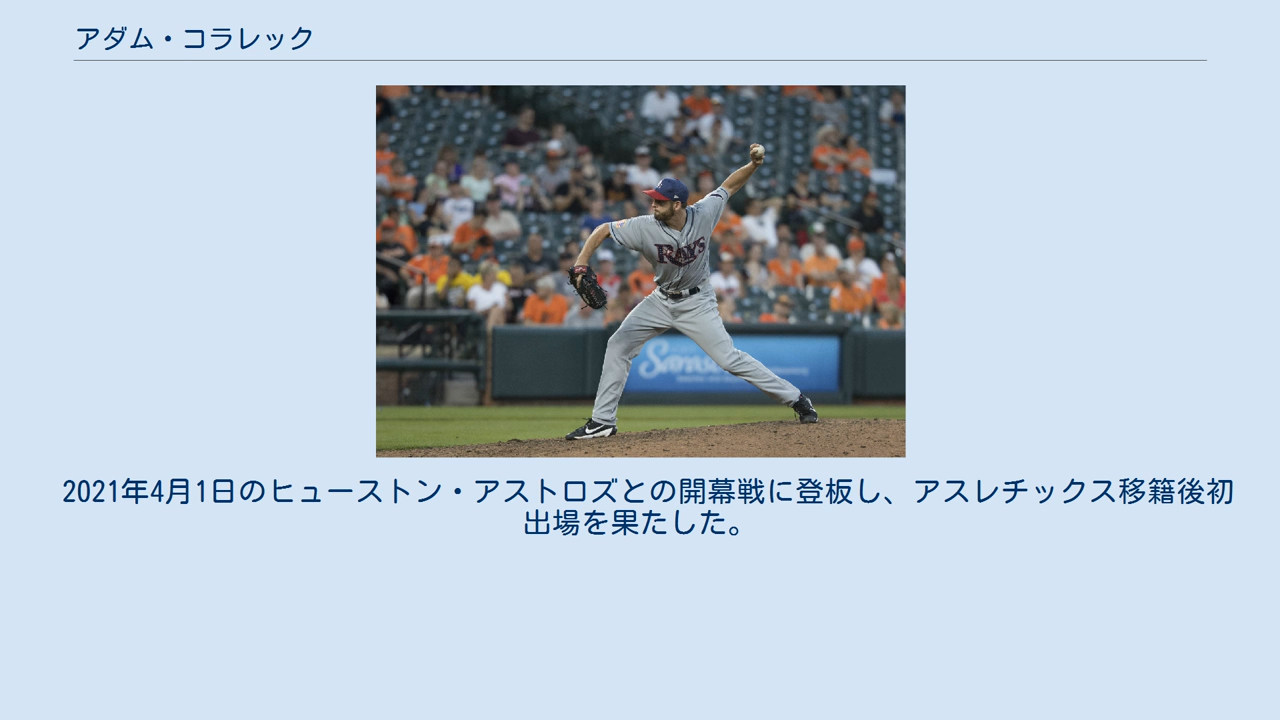 アダム・コラレック
RAYS
2021年4月1日のヒューストン・アストロズとの開幕戦に登板し、アスレチックス移籍後初
出場を果たした。